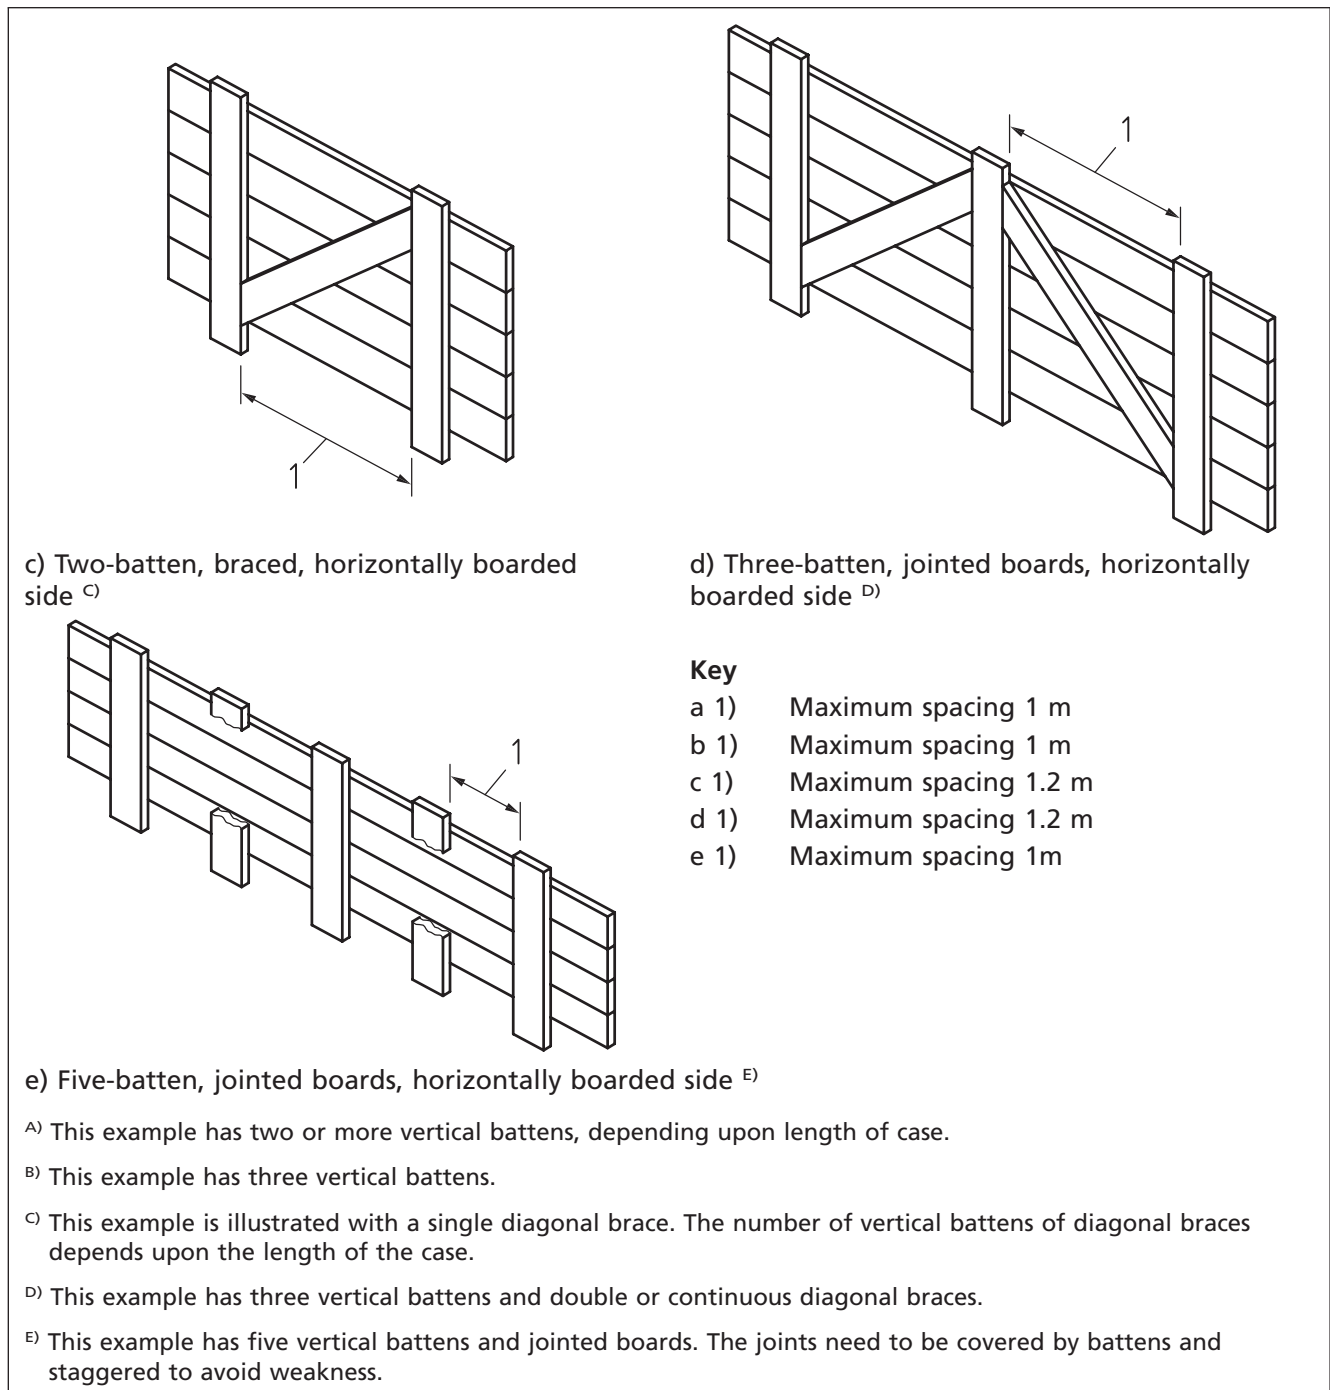 1
1
c) Two-batten, braced, horizontally boarded
side C)
d) Three-batten, jointed boards, horizontally
boarded side D)
1
Key
a 1) Maximum spacing 1 m
b 1) Maximum spacing 1 m
c 1) Maximum spacing 1.2 m
d 1) Maximum spacing 1.2 m
e 1) Maximum spacing 1m
e) Five-batten, jointed boards, horizontally boarded side E)
A) This example has two or more vertical battens, depending upon length of case.
B) This example has three vertical battens.
C) This example is illustrated with a single diagonal brace. The number of vertical battens of diagonal braces
depends upon the length of the case.
D) This example has three vertical battens and double or continuous diagonal braces.
E) This example has five vertical battens and jointed boards. The joints need to be covered by battens and
staggered to avoid weakness.